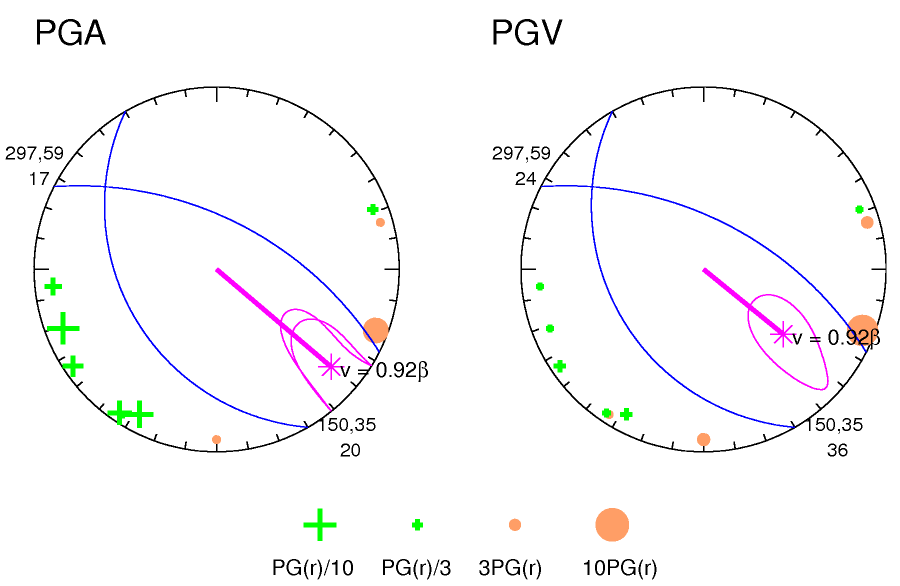 PGA
PGV
297,59
17
297,59
24
v = 0.92β
v = 0.92β
150,35
20
150,35
36
PG(r)/10 PG(r)/3 3PG(r) 10PG(r)